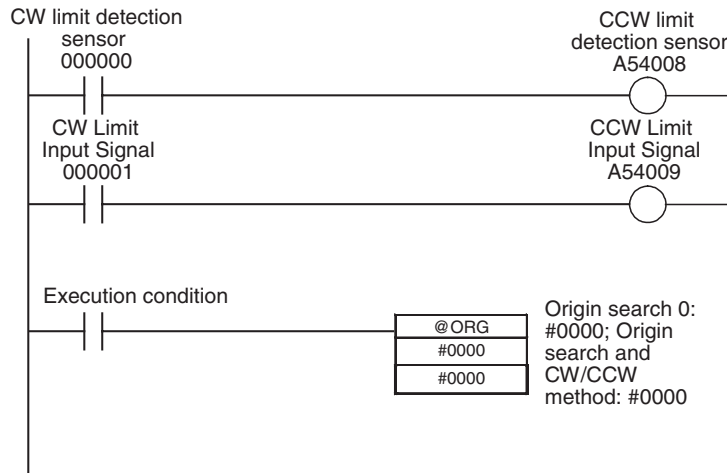 CW limit detection
sensor
000000
CCW limit
detection sensor
A54008
CW Limit
Input Signal
000001
CCW Limit
Input Signal
A54009
Execution condition
@ORG
#0000
#0000
Origin search 0:
#0000; Origin
search and
CW/CCW
method: #0000